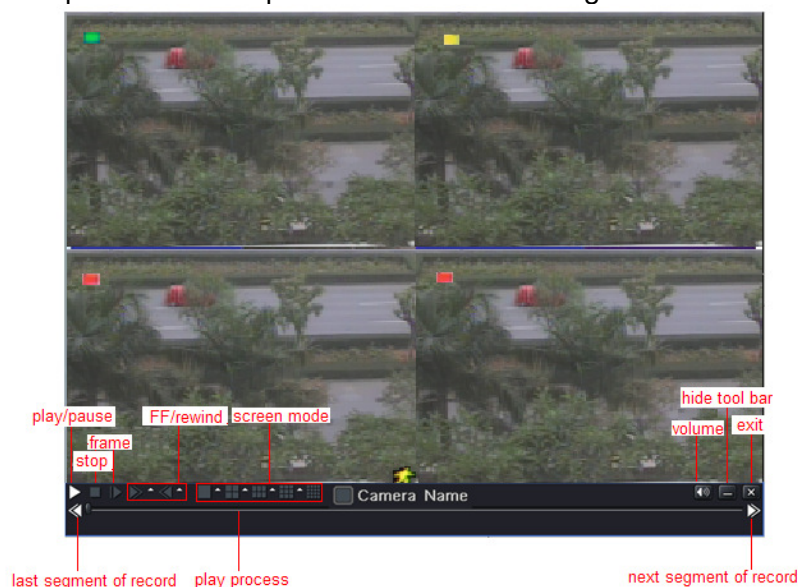 play/pause
FF/rewind
screen mode
hide tool bar
frame
volume
exit
stop
Camera Name
last segment of record
play process
next segment of record